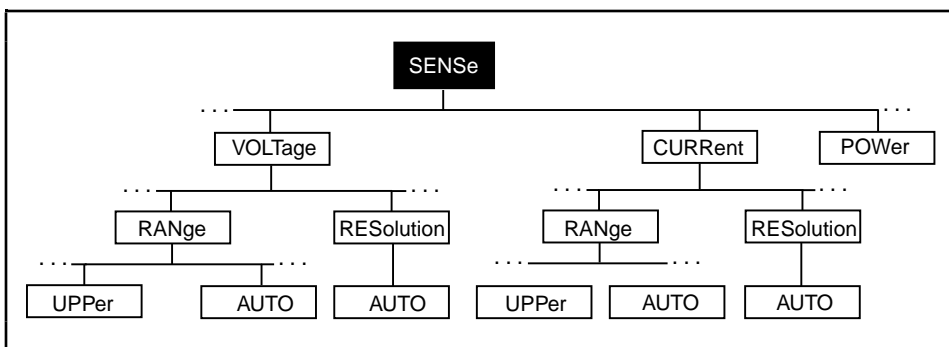 SENSe
. . . . . .
VOLTage CURRent POWer
. . . . . . . . . . . .
RANge RESolution RANge RESolution
. . . . . . . . . . . .
UPPer AUTO AUTO UPPer AUTO AUTO